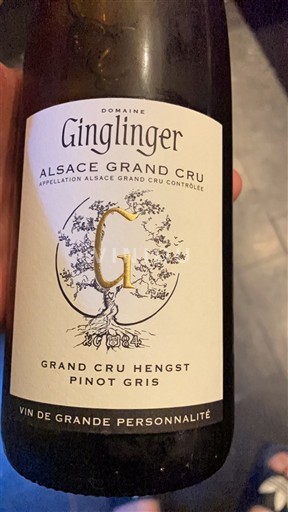 DOMAINE
Ginglinger
ALSACE GRAND CRU
APPELLATION ALSACE GRAND CRU CONTRÔLÉE
G
GRAND CRU HENGST
PINOT GRIS
VIN DE GRANDE PERSONNALITÉ